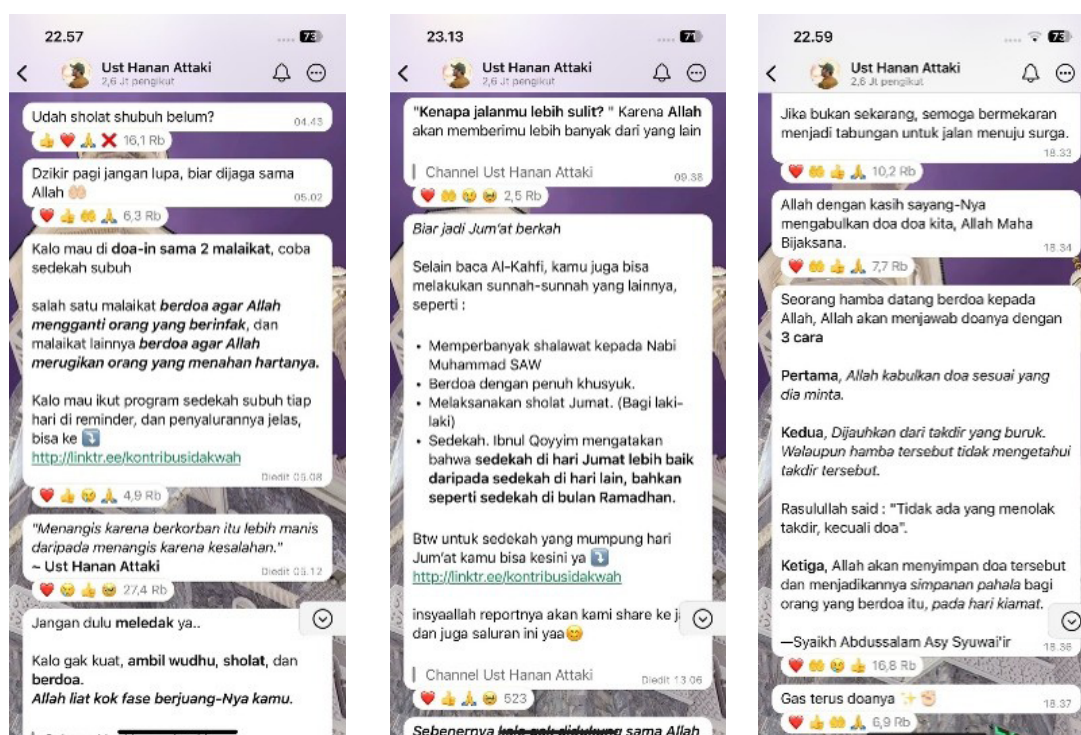 22.57
73
Ust Hanan Attaki
2,6 Jt pengikut
Udah sholat shubuh belum?
04.43
16,1 Rb
Dzikir pagi jangan lupa, biar dijaga sama
Allah
05.02
6,3 Rb
Kalo mau di doa-in sama 2 malaikat, coba
sedekah subuh
salah satu malaikat berdoa agar Allah
mengganti orang yang berinfak, dan
malaikat lainnya berdoa agar Allah
merugikan orang yang menahan hartanya.
Kalo mau ikut program sedekah subuh tiap
hari di reminder, dan penyalurannya jelas,
bisa ke
http://linktr.ee/kontribusidakwah
Diedit 05.08
4,9 Rb
"Menangis karena berkorban itu lebih manis
daripada menangis karena kesalahan."
~ Ust Hanan Attaki
Diedit 05.12
27,4 Rb
Jangan dulu meledak ya..
Kalo gak kuat, ambil wudhu, sholat, dan
berdoa.
Allah liat kok fase berjuang-Nya kamu.
23.13
71
Ust Hanan Attaki
2,6 Jt pengikut
"Kenapa jalanmu lebih sulit? " Karena Allah
akan memberimu lebih banyak dari yang lain
Channel Ust Hanan Attaki
09.38
2,5 Rb
Biar jadi Jum'at berkah
Selain baca Al-Kahfi, kamu juga bisa
melakukan sunnah-sunnah yang lainnya,
seperti :
• Memperbanyak shalawat kepada Nabi
Muhammad SAW
• Berdoa dengan penuh khusyuk.
• Melaksanakan sholat Jumat. (Bagi laki-
laki)
• Sedekah. Ibnul Qoyyim mengatakan
bahwa sedekah di hari Jumat lebih baik
daripada sedekah di hari lain, bahkan
seperti sedekah di bulan Ramadhan.
Btw untuk sedekah yang mumpung hari
Jum'at kamu bisa kesini ya
http://linktr.ee/kontribusidakwah
insyaallah reportnya akan kami share ke
dan juga saluran ini yaa
Channel Ust Hanan Attaki
Diedit 13.06
523
Sebenernya kalo gak didukung sama Allah
22.59
73
Ust Hanan Attaki
2,6 Jt pengikut
Jika bukan sekarang, semoga bermekaran
menjadi tabungan untuk jalan menuju surga.
18.33
10,2 Rb
Allah dengan kasih sayang-Nya
mengabulkan doa doa kita, Allah Maha
Bijaksana.
18.34
7,7 Rb
Seorang hamba datang berdoa kepada
Allah, Allah akan menjawab doanya dengan
3 cara
Pertama, Allah kabulkan doa sesuai yang
dia minta.
Kedua, Dijauhkan dari takdir yang buruk.
Walaupun hamba tersebut tidak mengetahui
takdir tersebut.
Rasulullah said : "Tidak ada yang menolak
takdir, kecuali doa".
Ketiga, Allah akan menyimpan doa tersebut
dan menjadikannya simpanan pahala bagi
orang yang berdoa itu, pada hari kiamat.
—Syaikh Abdussalam Asy Syuwai'ir
18.36
16,8 Rb
Gas terus doanya
18.37
6,9 Rb